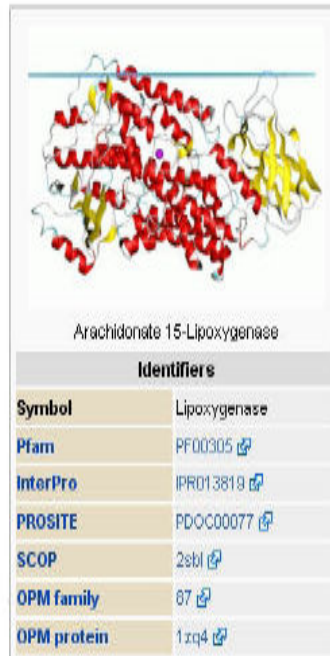 Arachidonate 15-Lipoxygenase
Identifiers
Symbol Lipoxygenase
Pfam PF00305
InterPro IPR013819
PROSITE PDOC00077
SCOP 2sbl
OPM family 87
OPM protein 1zq4